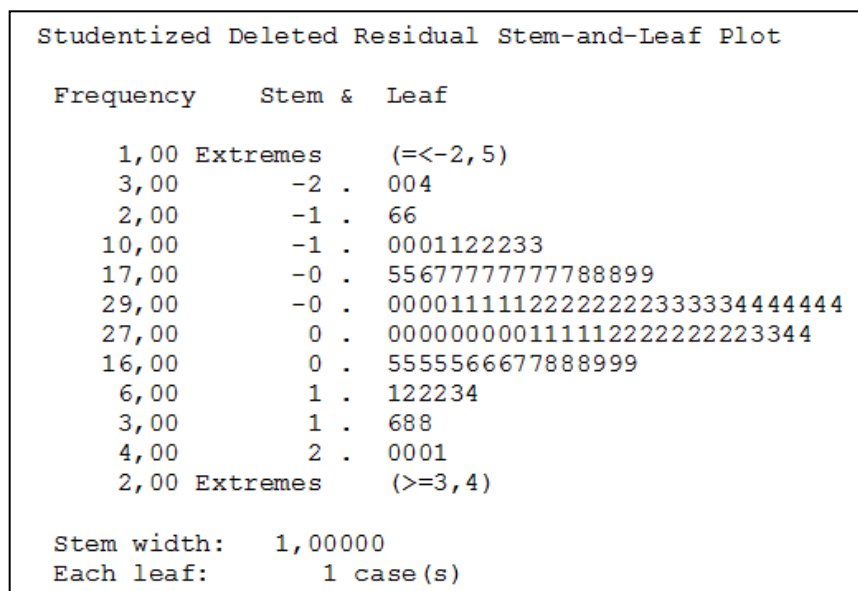 Studentized Deleted Residual Stem-and-Leaf Plot
Frequency Stem & Leaf
1,00 Extremes (=<-2,5)
3,00 -2 . 004
2,00 -1 . 66
10,00 -1 . 0001122233
17,00 -0 . 55677777777788899
29,00 -0 . 00001111122222222333334444444
27,00 0 . 000000000111112222222223344
16,00 0 . 5555566677888999
6,00 1 . 122234
3,00 1 . 688
4,00 2 . 0001
2,00 Extremes (>=3,4)
Stem width: 1,00000
Each leaf: 1 case(s)